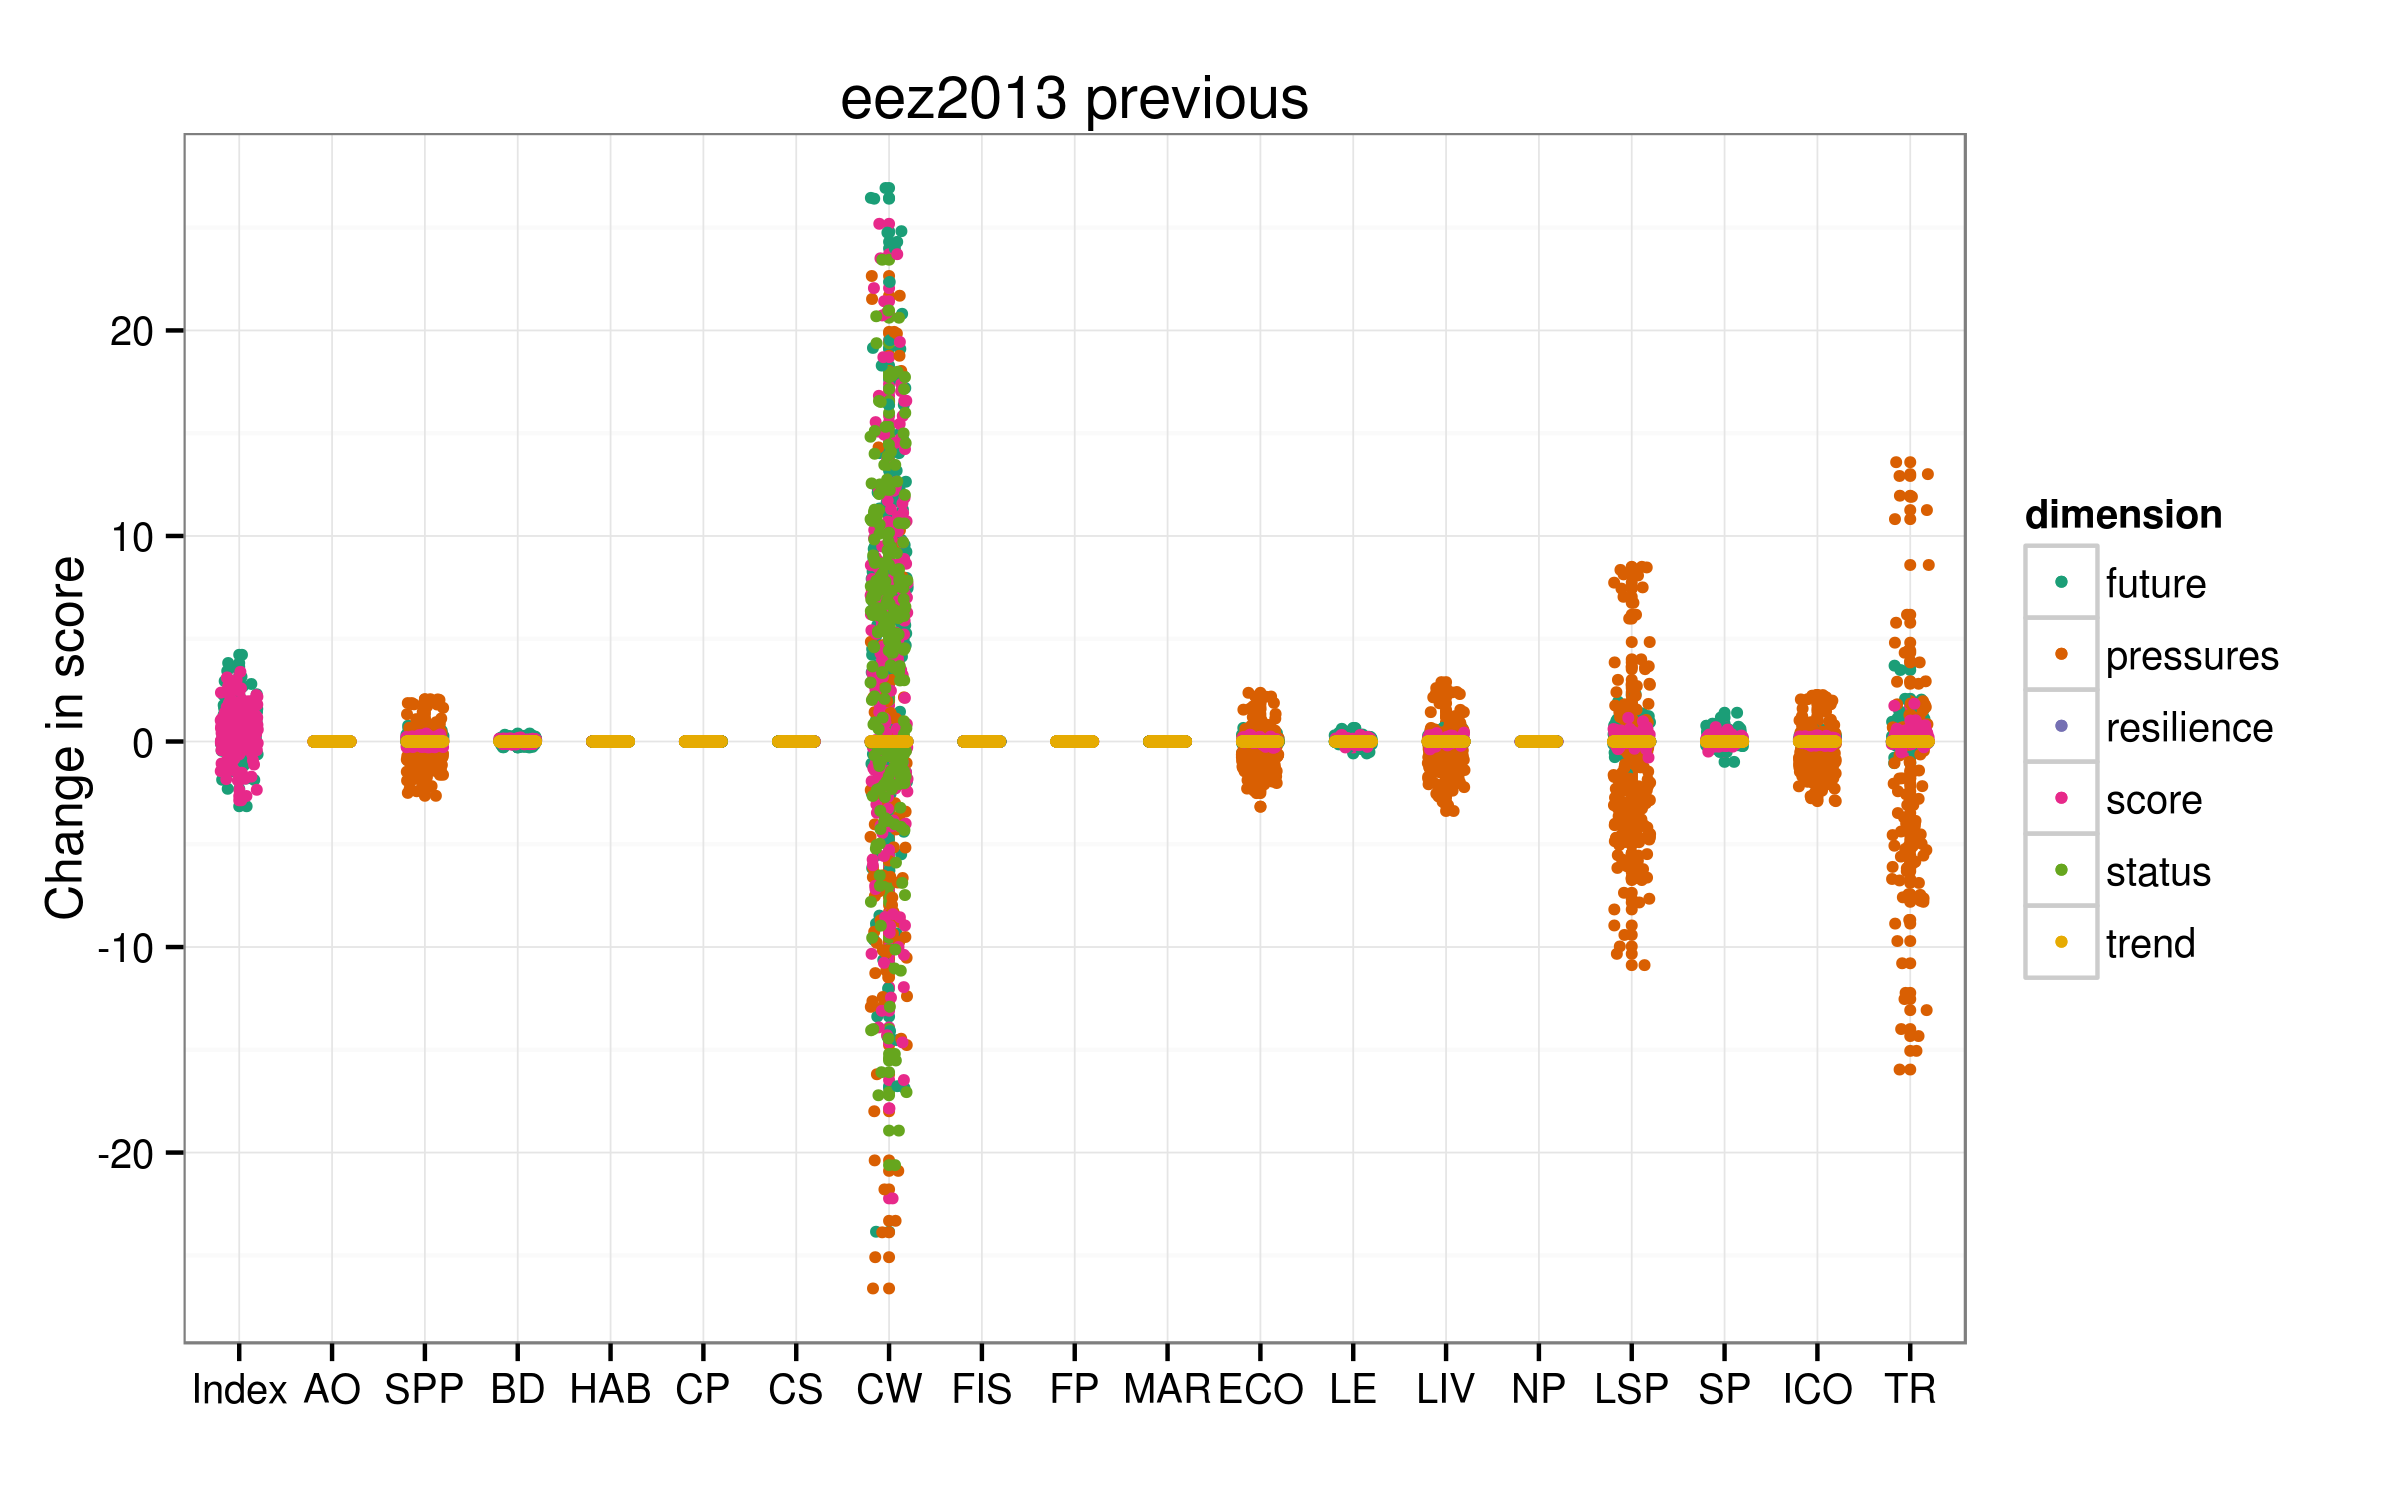 eez2013 previous
Change in score
20
10
0
-10
-20
Index AO SPP BD HAB CP CS CW FIS FP MAR ECO LE LIV NP LSP SP ICO TR
dimension
future
pressures
resilience
score
status
trend